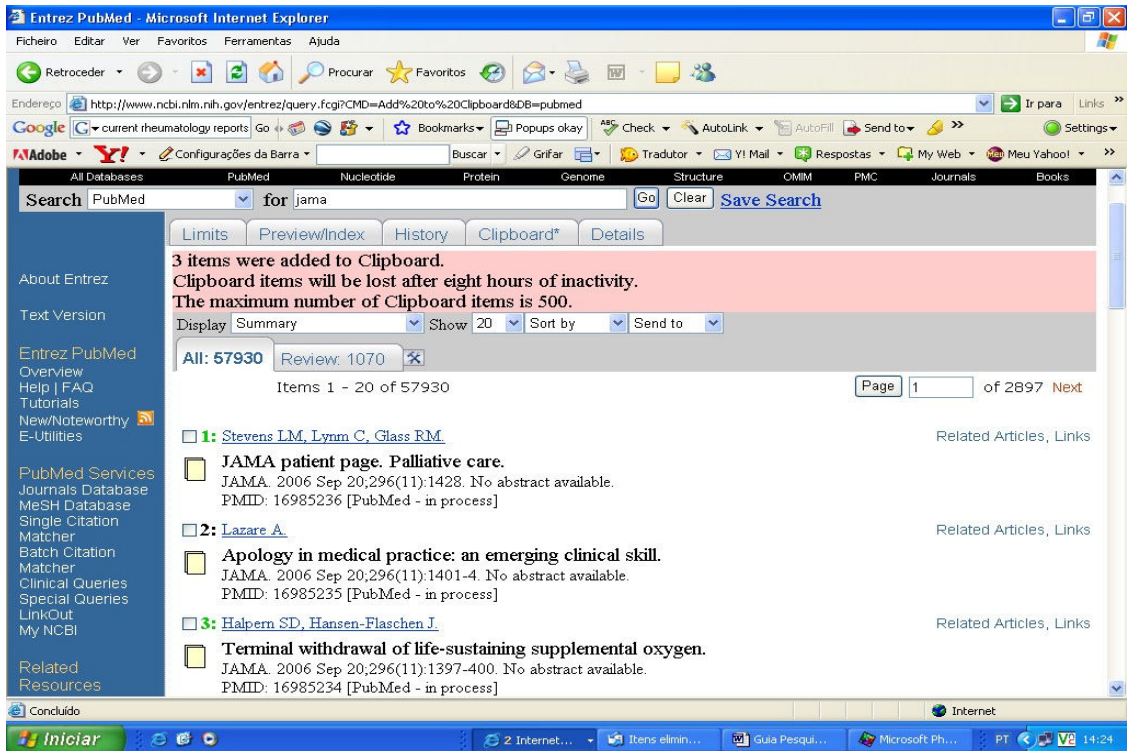 Entrez PubMed - Microsoft Internet Explorer
Ficheiro Editar Ver Favoritos Ferramentas Ajuda
Retroceder Procurar Favoritos
Endereço http://www.ncbi.nlm.nih.gov/entrez/query.fcgi?CMD=Add%20to%20Clipboard&DB=pubmed Ir para Links »
Google G current rheumatology reports Go Bookmarks Popups okay Check AutoLink AutoFill Send to » Settings
Adobe Y! Configurações da Barra Buscar Grifar Tradutor Y! Mail Respostas My Web Meu Yahoo! »
All Databases PubMed Nucleotide Protein Genome Structure OMIM PMC Journals Books
Search PubMed for jama Go Clear Save Search
Limits Preview/Index History Clipboard* Details
3 items were added to Clipboard.
Clipboard items will be lost after eight hours of inactivity.
The maximum number of Clipboard items is 500.
Display Summary Show 20 Sort by Send to
All: 57930 Review: 1070
Items 1 - 20 of 57930 Page 1 of 2897 Next
About Entrez
Text Version
Entrez PubMed
Overview
Help | FAQ
Tutorials
New/Noteworthy
E-Utilities
PubMed Services
Journals Database
MeSH Database
Single Citation
Matcher
Batch Citation
Matcher
Clinical Queries
Special Queries
LinkOut
My NCBI
Related
Resources
1: Stevens LM, Lynm C, Glass RM. Related Articles, Links
JAMA patient page. Palliative care.
JAMA. 2006 Sep 20;296(11):1428. No abstract available.
PMID: 16985236 [PubMed - in process]
2: Lazare A. Related Articles, Links
Apology in medical practice: an emerging clinical skill.
JAMA. 2006 Sep 20;296(11):1401-4. No abstract available.
PMID: 16985235 [PubMed - in process]
3: Halpern SD, Hansen-Flaschen J. Related Articles, Links
Terminal withdrawal of life-sustaining supplemental oxygen.
JAMA. 2006 Sep 20;296(11):1397-400. No abstract available.
PMID: 16985234 [PubMed - in process]
Concluído Internet
Iniciar 2 Internet... Itens elimin... Guia Pesqui... Microsoft Ph... PT 14:24